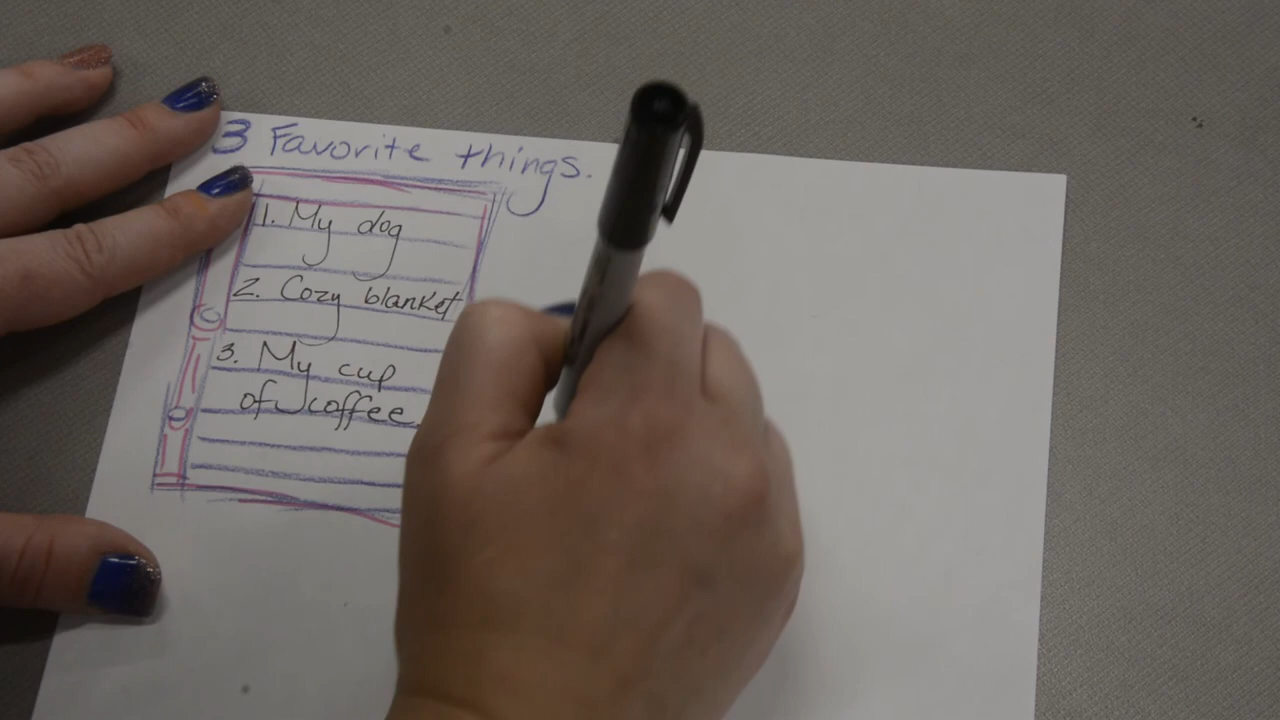 3 Favorite things.
1. My dog
2. Cozy blanket
3. My cup
of coffee.